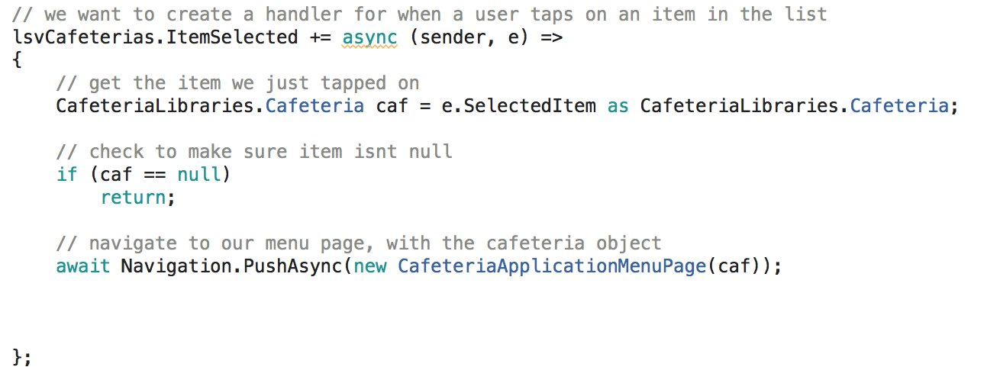 // we want to create a handler for when a user taps on an item in the list
lsvCafeterias.ItemSelected += async (sender, e) =>
{
    // get the item we just tapped on
    CafeteriaLibraries.Cafeteria caf = e.SelectedItem as CafeteriaLibraries.Cafeteria;
    // check to make sure item isnt null
    if (caf == null)
        return;
    // navigate to our menu page, with the cafeteria object
    await Navigation.PushAsync(new CafeteriaApplicationMenuPage(caf));
};